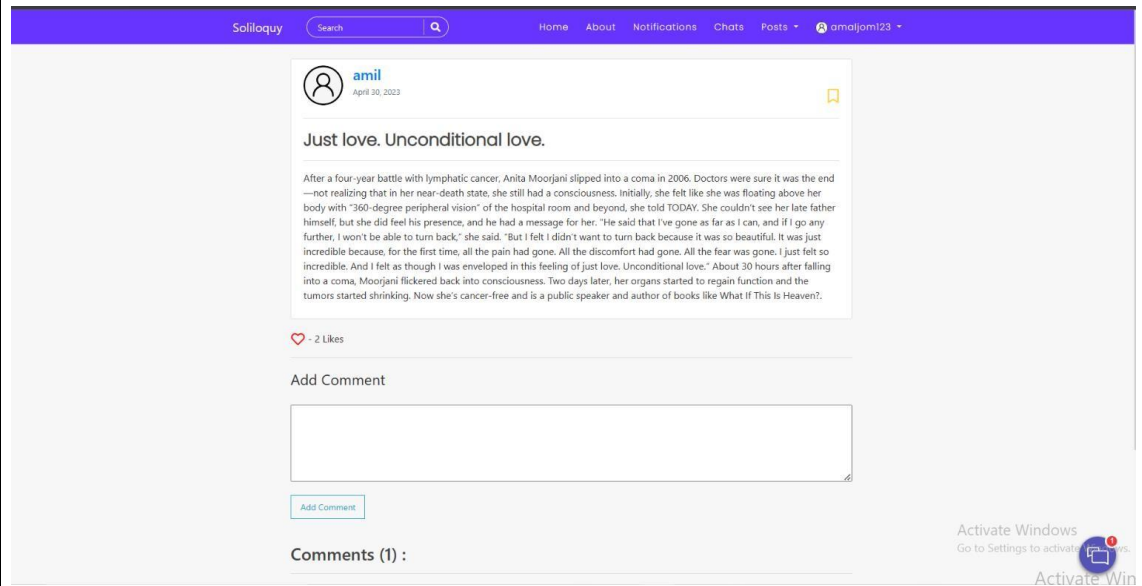 Soliloquy Search Home About Notifications Chats Posts amaljom123
amil
April 30, 2023
Just love. Unconditional love.
After a four-year battle with lymphatic cancer, Anita Moorjani slipped into a coma in 2006. Doctors were sure it was the end
—not realizing that in her near-death state, she still had a consciousness. Initially, she felt like she was floating above her
body with "360-degree peripheral vision" of the hospital room and beyond, she told TODAY. She couldn't see her late father
himself, but she did feel his presence, and he had a message for her. "He said that I've gone as far as I can, and if I go any
further, I won't be able to turn back," she said. "But I felt I didn't want to turn back because it was so beautiful. It was just
incredible because, for the first time, all the pain had gone. All the discomfort had gone. All the fear was gone. I just felt so
incredible. And I felt as though I was enveloped in this feeling of just love. Unconditional love." About 30 hours after falling
into a coma, Moorjani flickered back into consciousness. Two days later, her organs started to regain function and the
tumors started shrinking. Now she's cancer-free and is a public speaker and author of books like What If This Is Heaven?.
- 2 Likes
Add Comment
Add Comment
Comments (1) :
Activate Windows
Go to Settings to activate
1
Activate Win